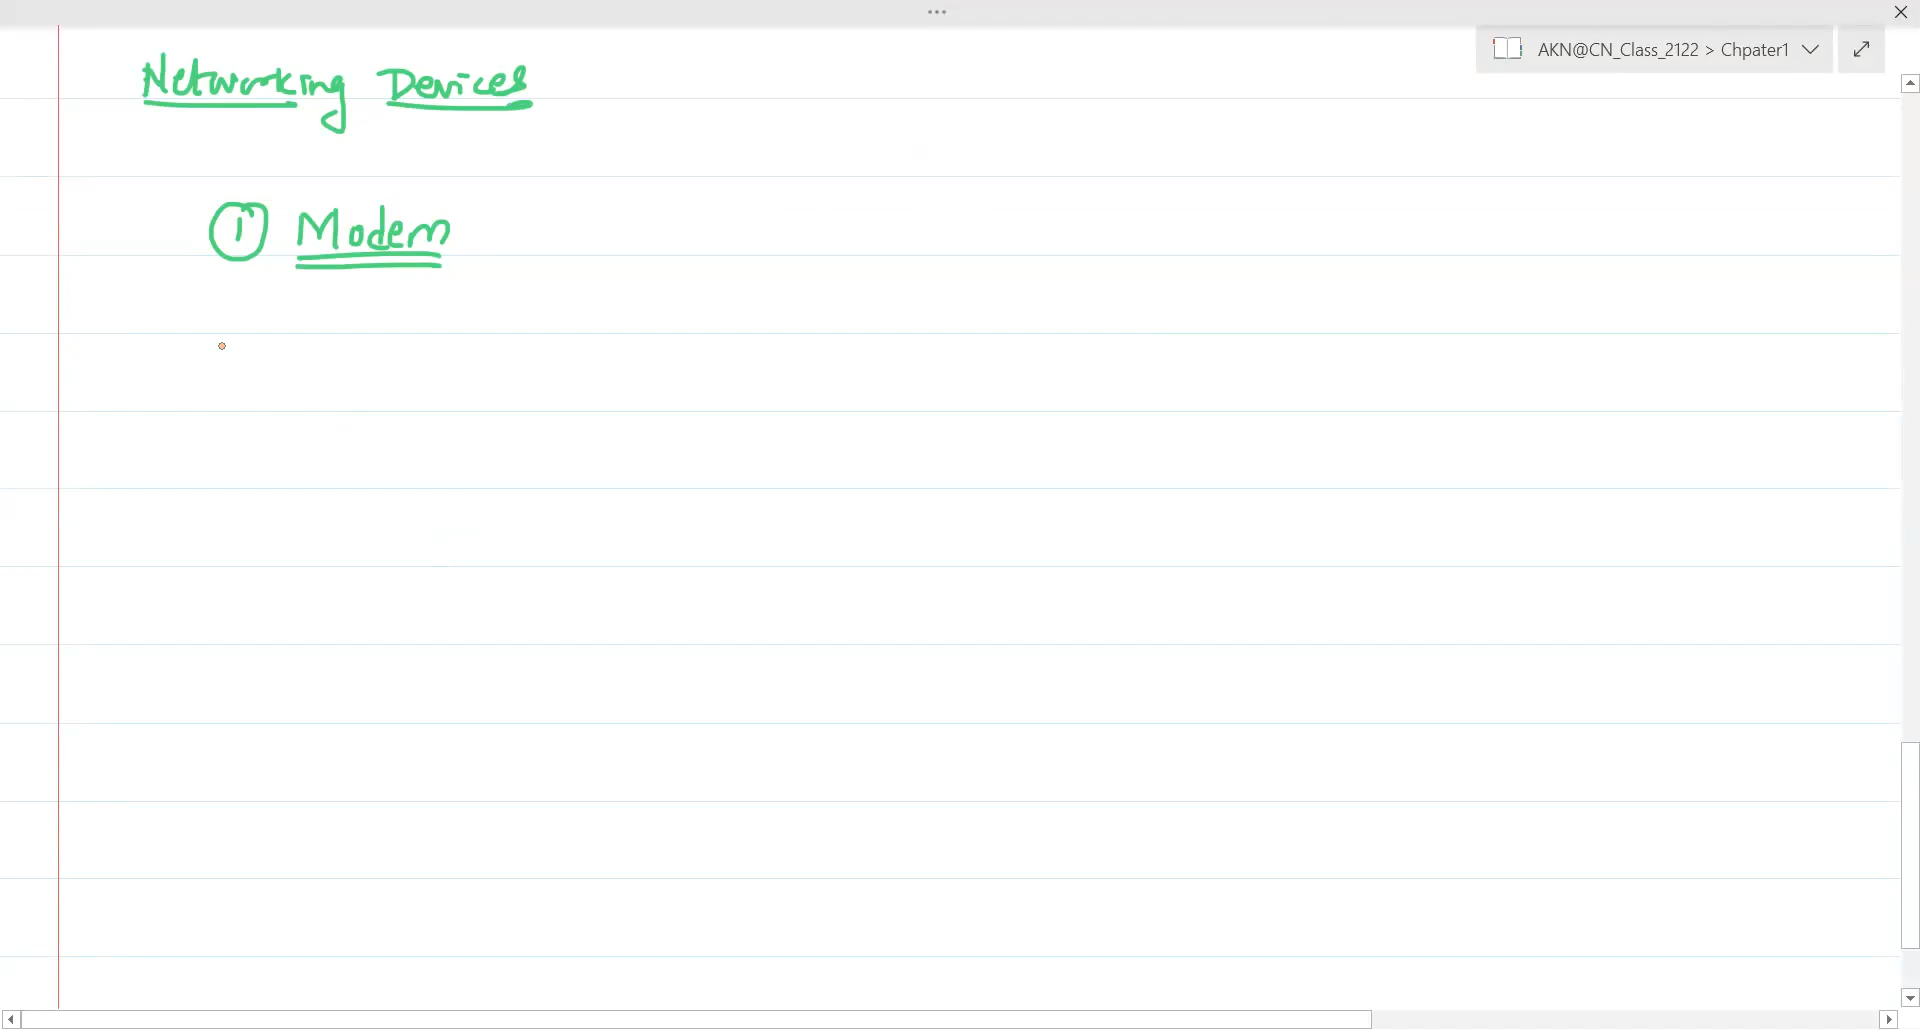 AKN@CN_Class_2122 > Chpater1
Networking Devices
① Modem